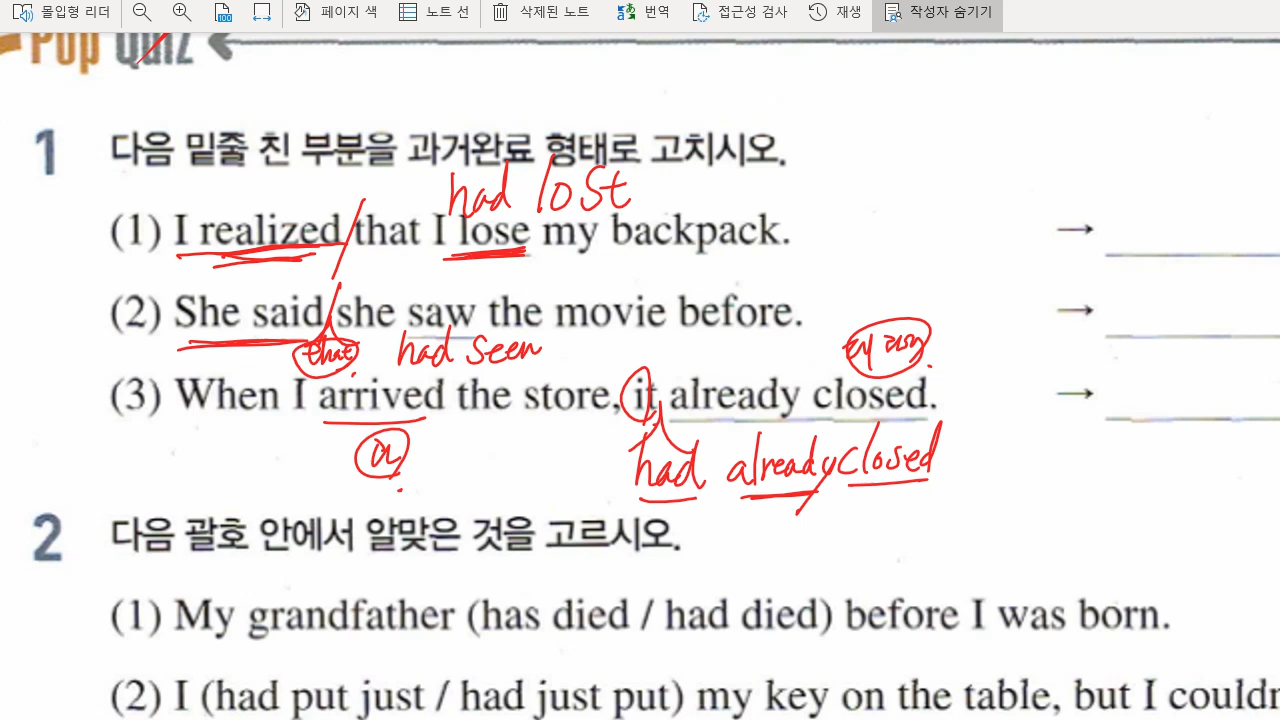 몰입형 리더 100 페이지 색 노트 선 삭제된 노트 번역 접근성 검사 재생 작성자 숨기기
Pop Quiz
1 다음 밑줄 친 부분을 과거완료 형태로 고치시오.
had lost
(1) I realized that I lose my backpack. →
(2) She said she saw the movie before. →
that had seen
(3) When I arrived the store, it already closed. →
had already closed
2 다음 괄호 안에서 알맞은 것을 고르시오.
(1) My grandfather (has died / had died) before I was born.
(2) I (had put just / had just put) my key on the table, but I couldn